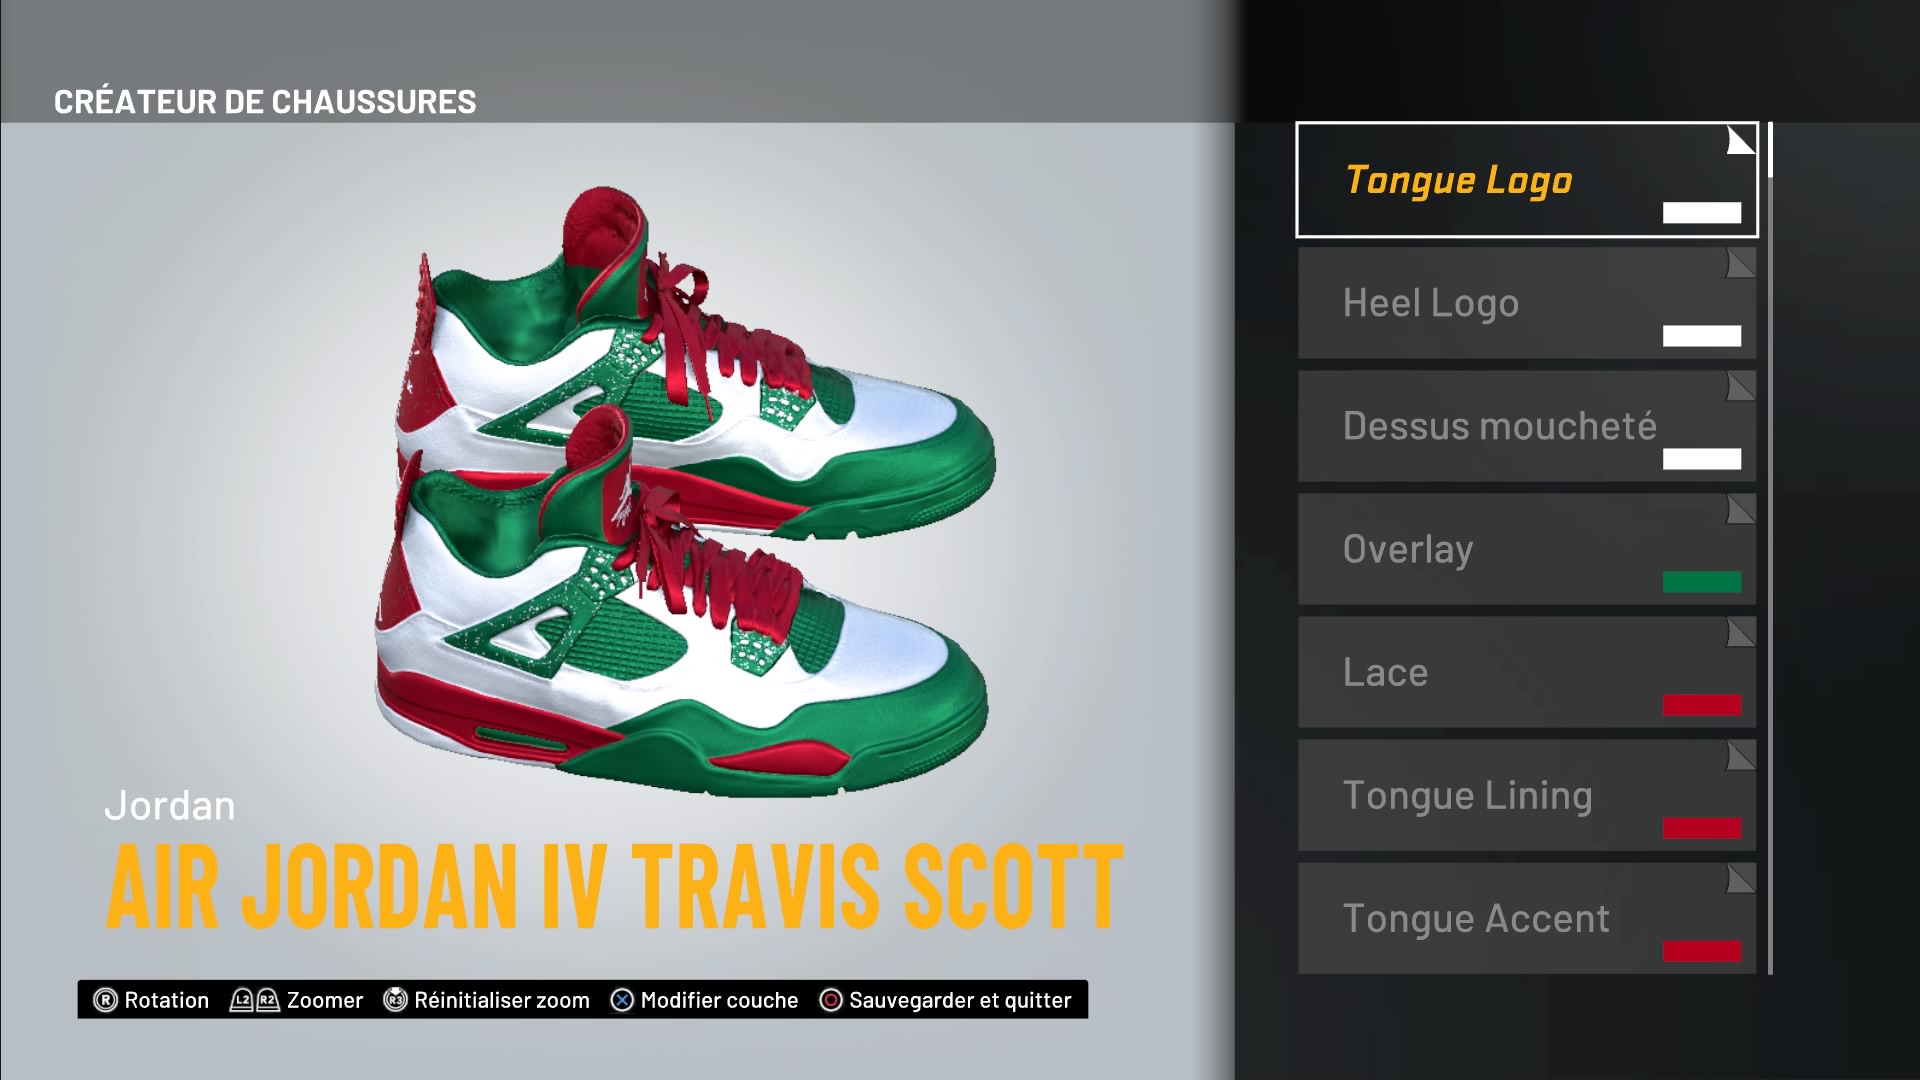 CRÉATEUR DE CHAUSSURES
Tongue Logo
Heel Logo
Dessus moucheté
Overlay
Lace
Tongue Lining
Tongue Accent
Jordan
AIR JORDAN IV TRAVIS SCOTT
R Rotation L2 R2 Zoomer R3 Réinitialiser zoom Modifier couche Sauvegarder et quitter